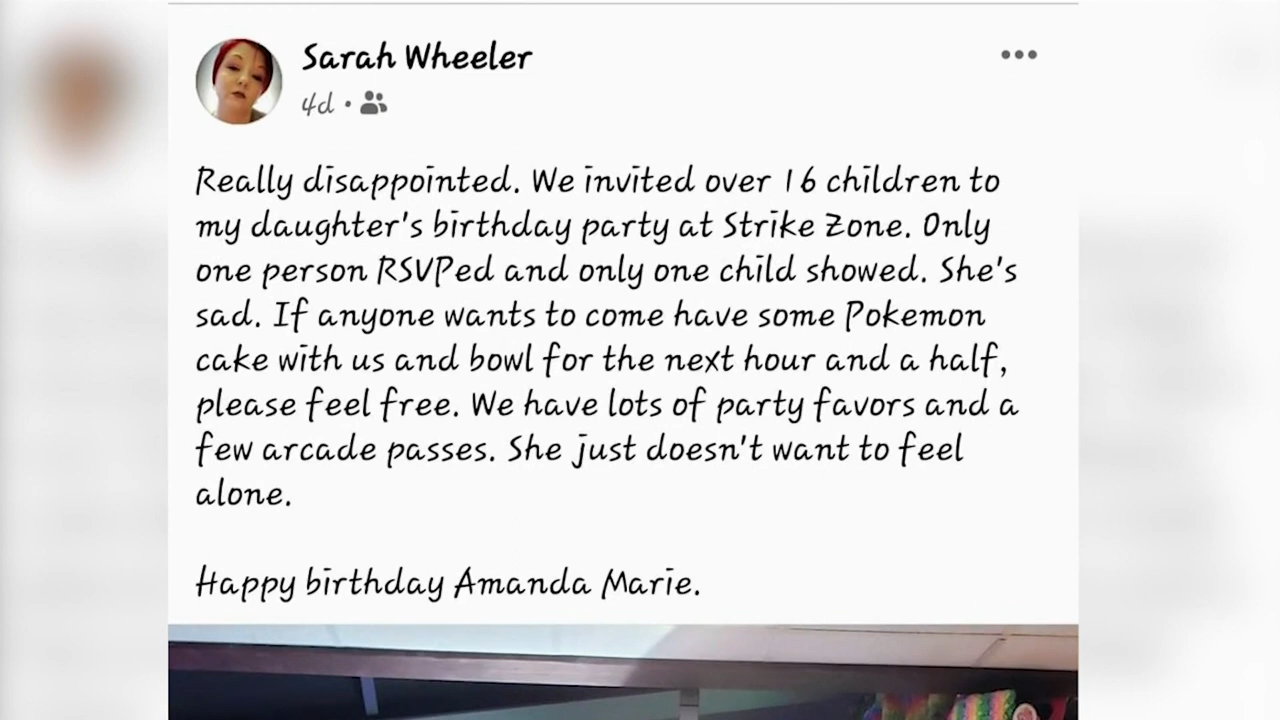 Sarah Wheeler
4d •
Really disappointed. We invited over 16 children to
my daughter's birthday party at Strike Zone. Only
one person RSVPed and only one child showed. She's
sad. If anyone wants to come have some Pokemon
cake with us and bowl for the next hour and a half,
please feel free. We have lots of party favors and a
few arcade passes. She just doesn't want to feel
alone.
Happy birthday Amanda Marie.